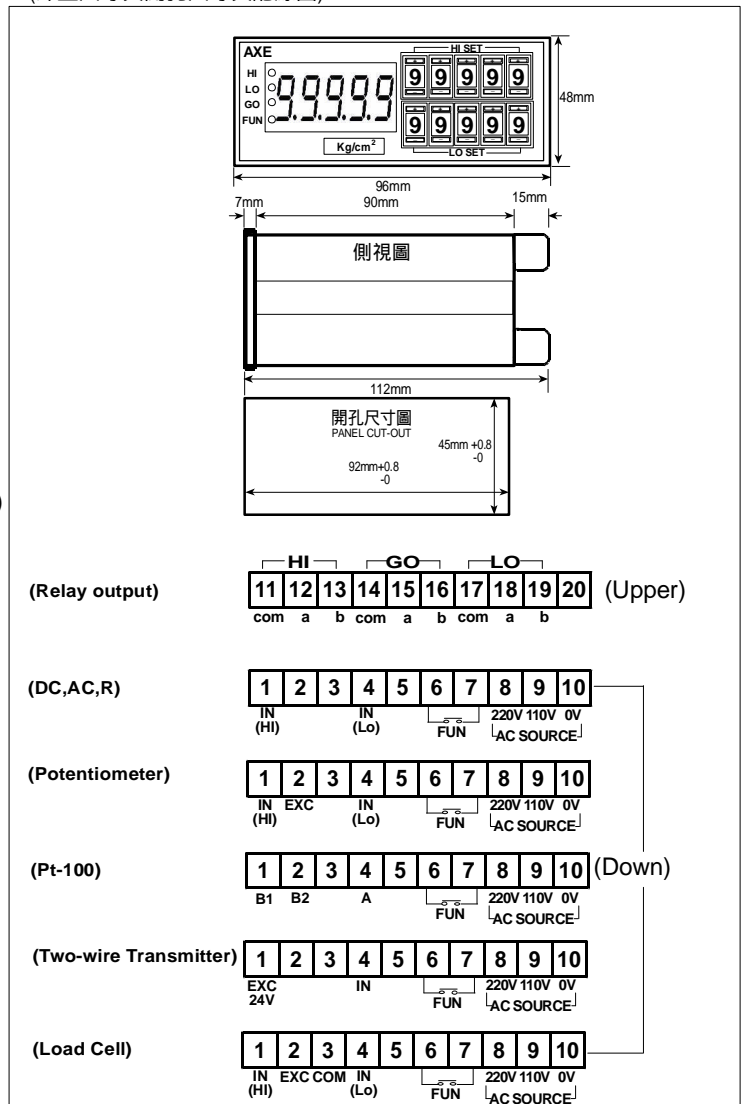 AXE
HI SET
HI
LO
GO
FUN
9.9.9.9.9
9 9 9 9 9
9 9 9 9 9
Kg/cm²
LO SET
48mm
96mm
7mm 90mm 15mm
側視圖
112mm
開孔尺寸圖
PANEL CUT-OUT
45mm +0.8
-0
92mm+0.8
-0
)
HI GO LO
(Relay output) 11 12 13 14 15 16 17 18 19 20 (Upper)
com a b com a b com a b
(DC,AC,R) 1 2 3 4 5 6 7 8 9 10
IN IN 220V 110V 0V
(HI) (Lo) FUN AC SOURCE
(Potentiometer) 1 2 3 4 5 6 7 8 9 10
IN EXC IN 220V 110V 0V
(HI) (Lo) FUN AC SOURCE
(Pt-100) 1 2 3 4 5 6 7 8 9 10 (Down)
B1 B2 A 220V 110V 0V
FUN AC SOURCE
(Two-wire Transmitter) 1 2 3 4 5 6 7 8 9 10
EXC IN 220V 110V 0V
24V FUN AC SOURCE
(Load Cell) 1 2 3 4 5 6 7 8 9 10
IN EXC COM IN 220V 110V 0V
(HI) (Lo) FUN AC SOURCE